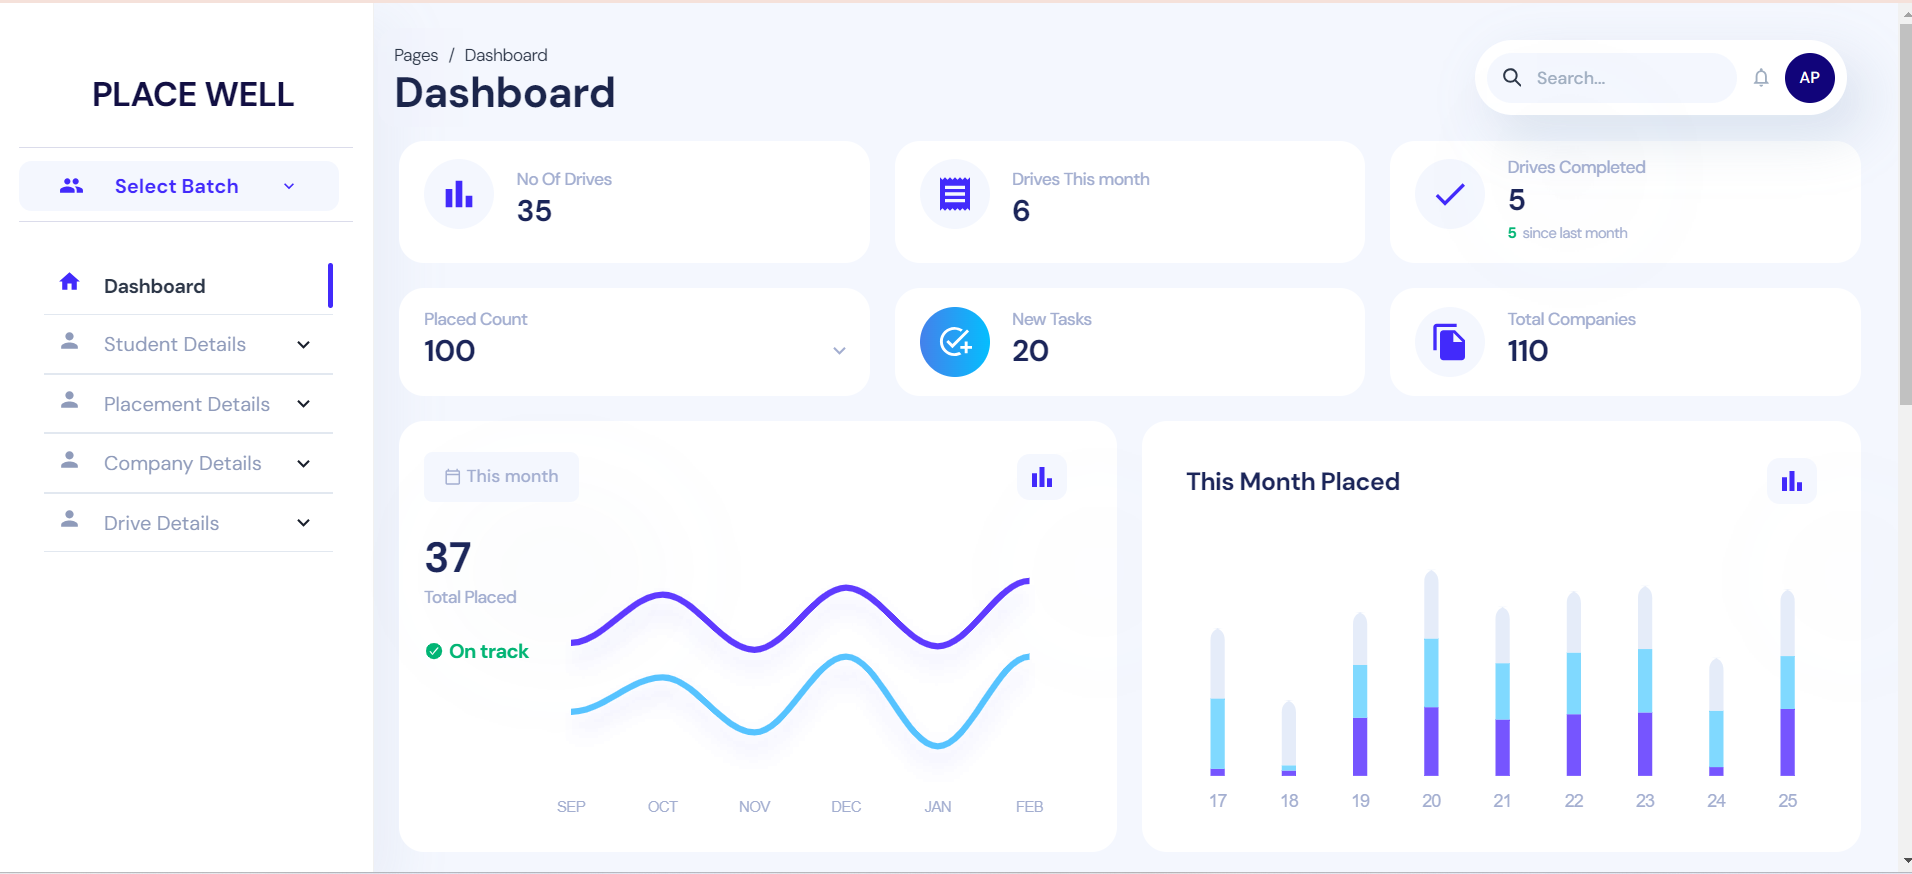 PLACE WELL
Select Batch
Dashboard
Student Details
Placement Details
Company Details
Drive Details
Pages / Dashboard
Dashboard
Search...
AP
No Of Drives
35
Drives This month
6
Drives Completed
5
5 since last month
Placed Count
100
New Tasks
20
Total Companies
110
This month
37
Total Placed
On track
SEP OCT NOV DEC JAN FEB
This Month Placed
17 18 19 20 21 22 23 24 25